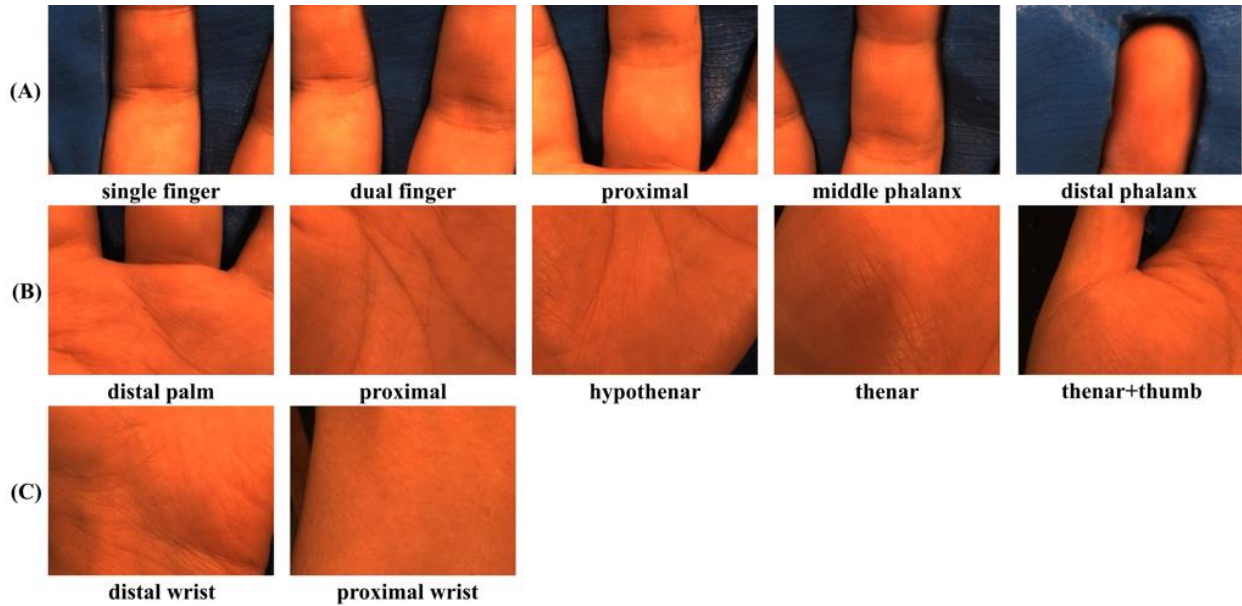 (A)
single finger dual finger proximal middle phalanx distal phalanx
(B)
distal palm proximal hypothenar thenar thenar+thumb
(C)
distal wrist proximal wrist